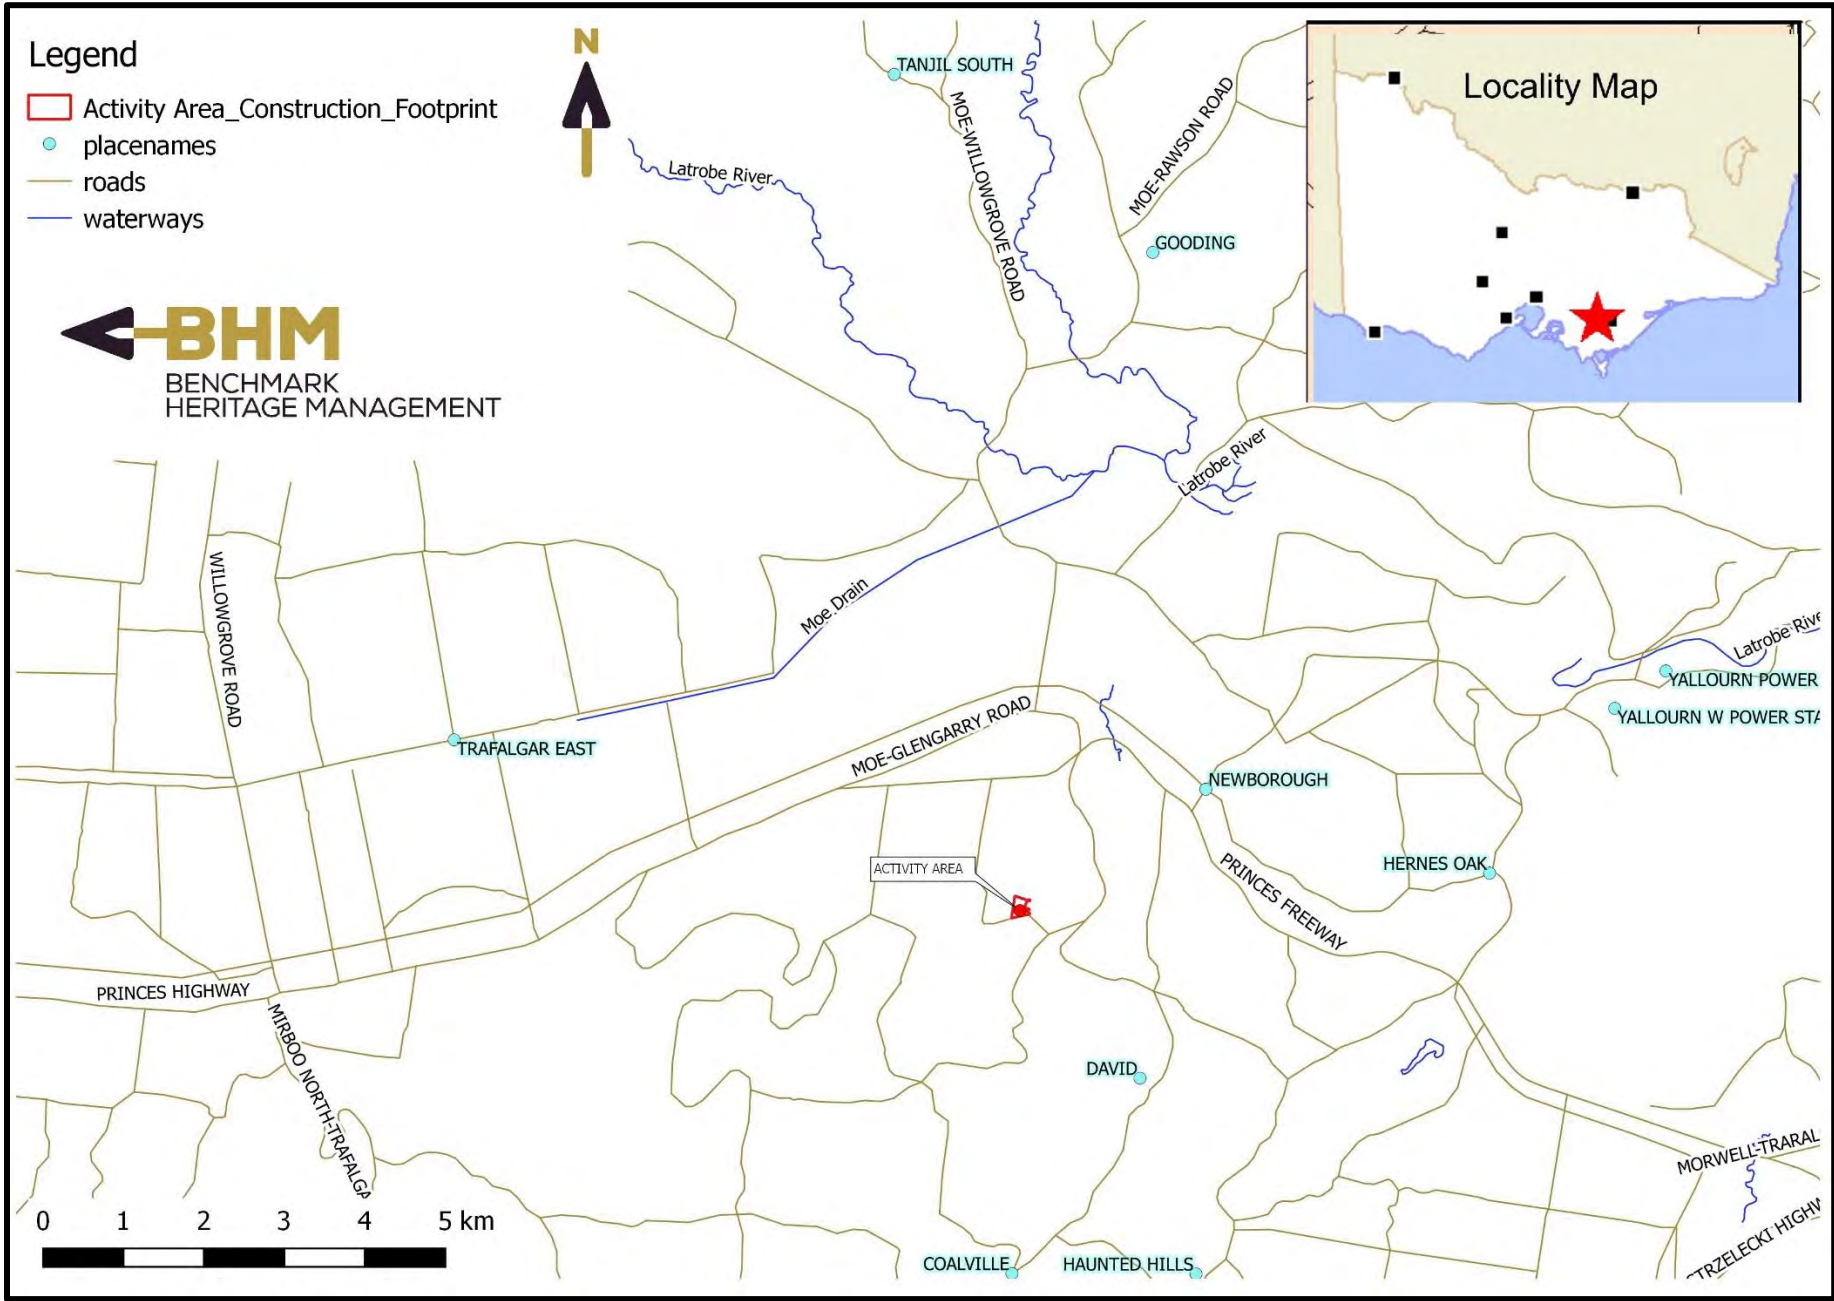 Legend
Activity Area_Construction_Footprint
placenames
roads
waterways
N
BHM
BENCHMARK
HERITAGE MANAGEMENT
Locality Map
TANJIL SOUTH
MOE-WILLOWGROVE ROAD
MOE-RAWSON ROAD
Latrobe River
GOODING
Latrobe River
WILLOWGROVE ROAD
Moe Drain
Latrobe Rive
YALLOURN POWER
YALLOURN W POWER STA
TRAFALGAR EAST
MOE-GLENGARRY ROAD
NEWBOROUGH
HERNES OAK
ACTIVITY AREA
PRINCES FREEWAY
PRINCES HIGHWAY
MIRBOO NORTH-TRAFALGA
DAVID
MORWELL-TRARAL
STRZELECKI HIGHW
COALVILLE
HAUNTED HILLS
0 1 2 3 4 5 km